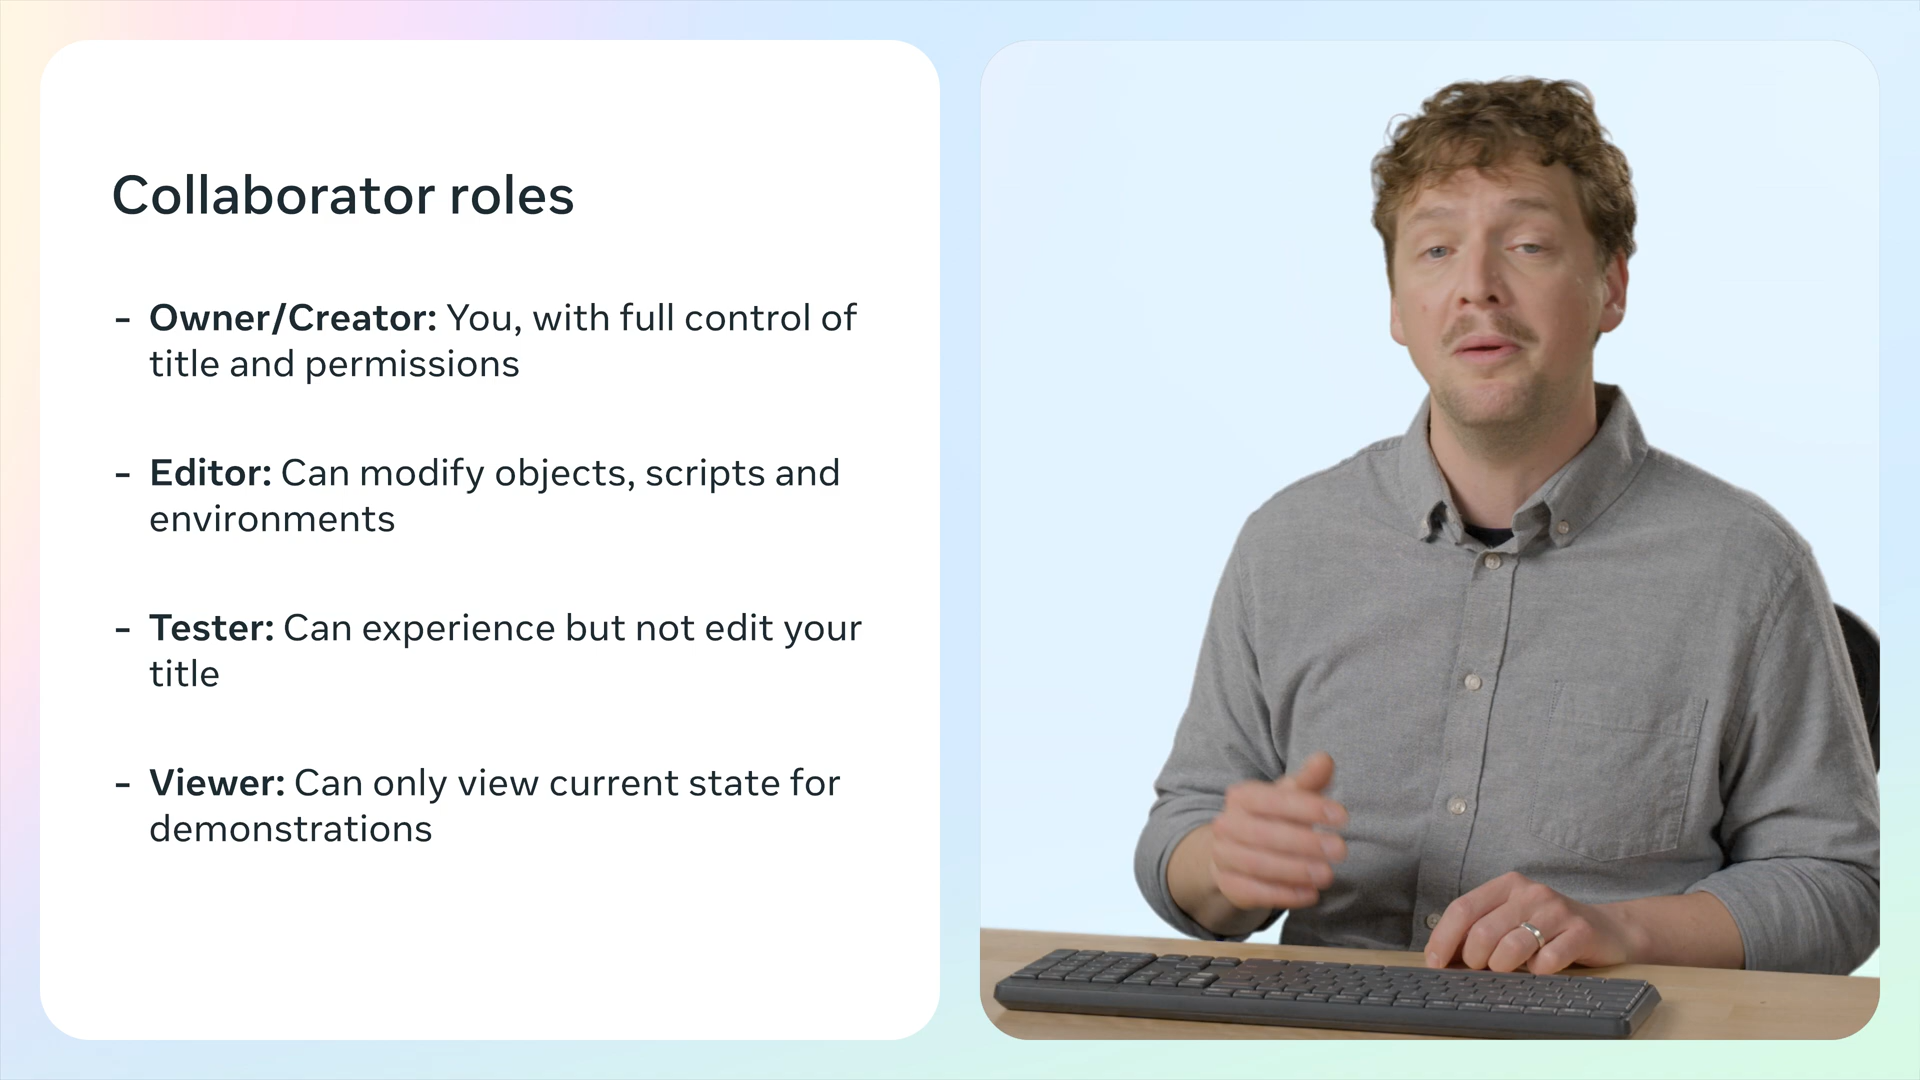 Collaborator roles
- Owner/Creator: You, with full control of
title and permissions
- Editor: Can modify objects, scripts and
environments
- Tester: Can experience but not edit your
title
- Viewer: Can only view current state for
demonstrations